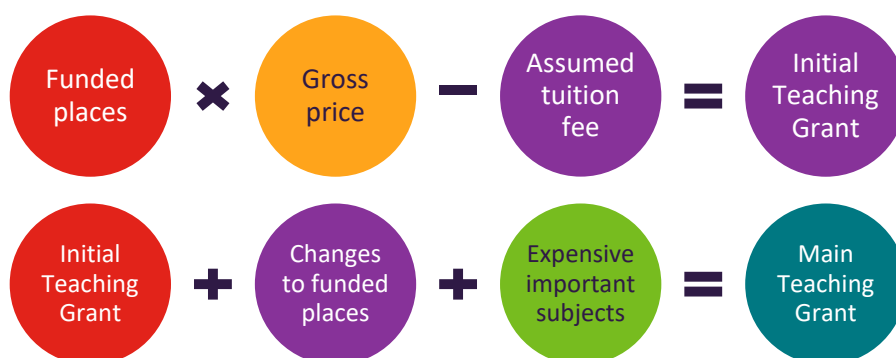 Funded
places
×
Gross
price
−
Assumed
tuition
fee
=
Initial
Teaching
Grant
Initial
Teaching
Grant
+
Changes
to funded
places
+
Expensive
important
subjects
=
Main
Teaching
Grant